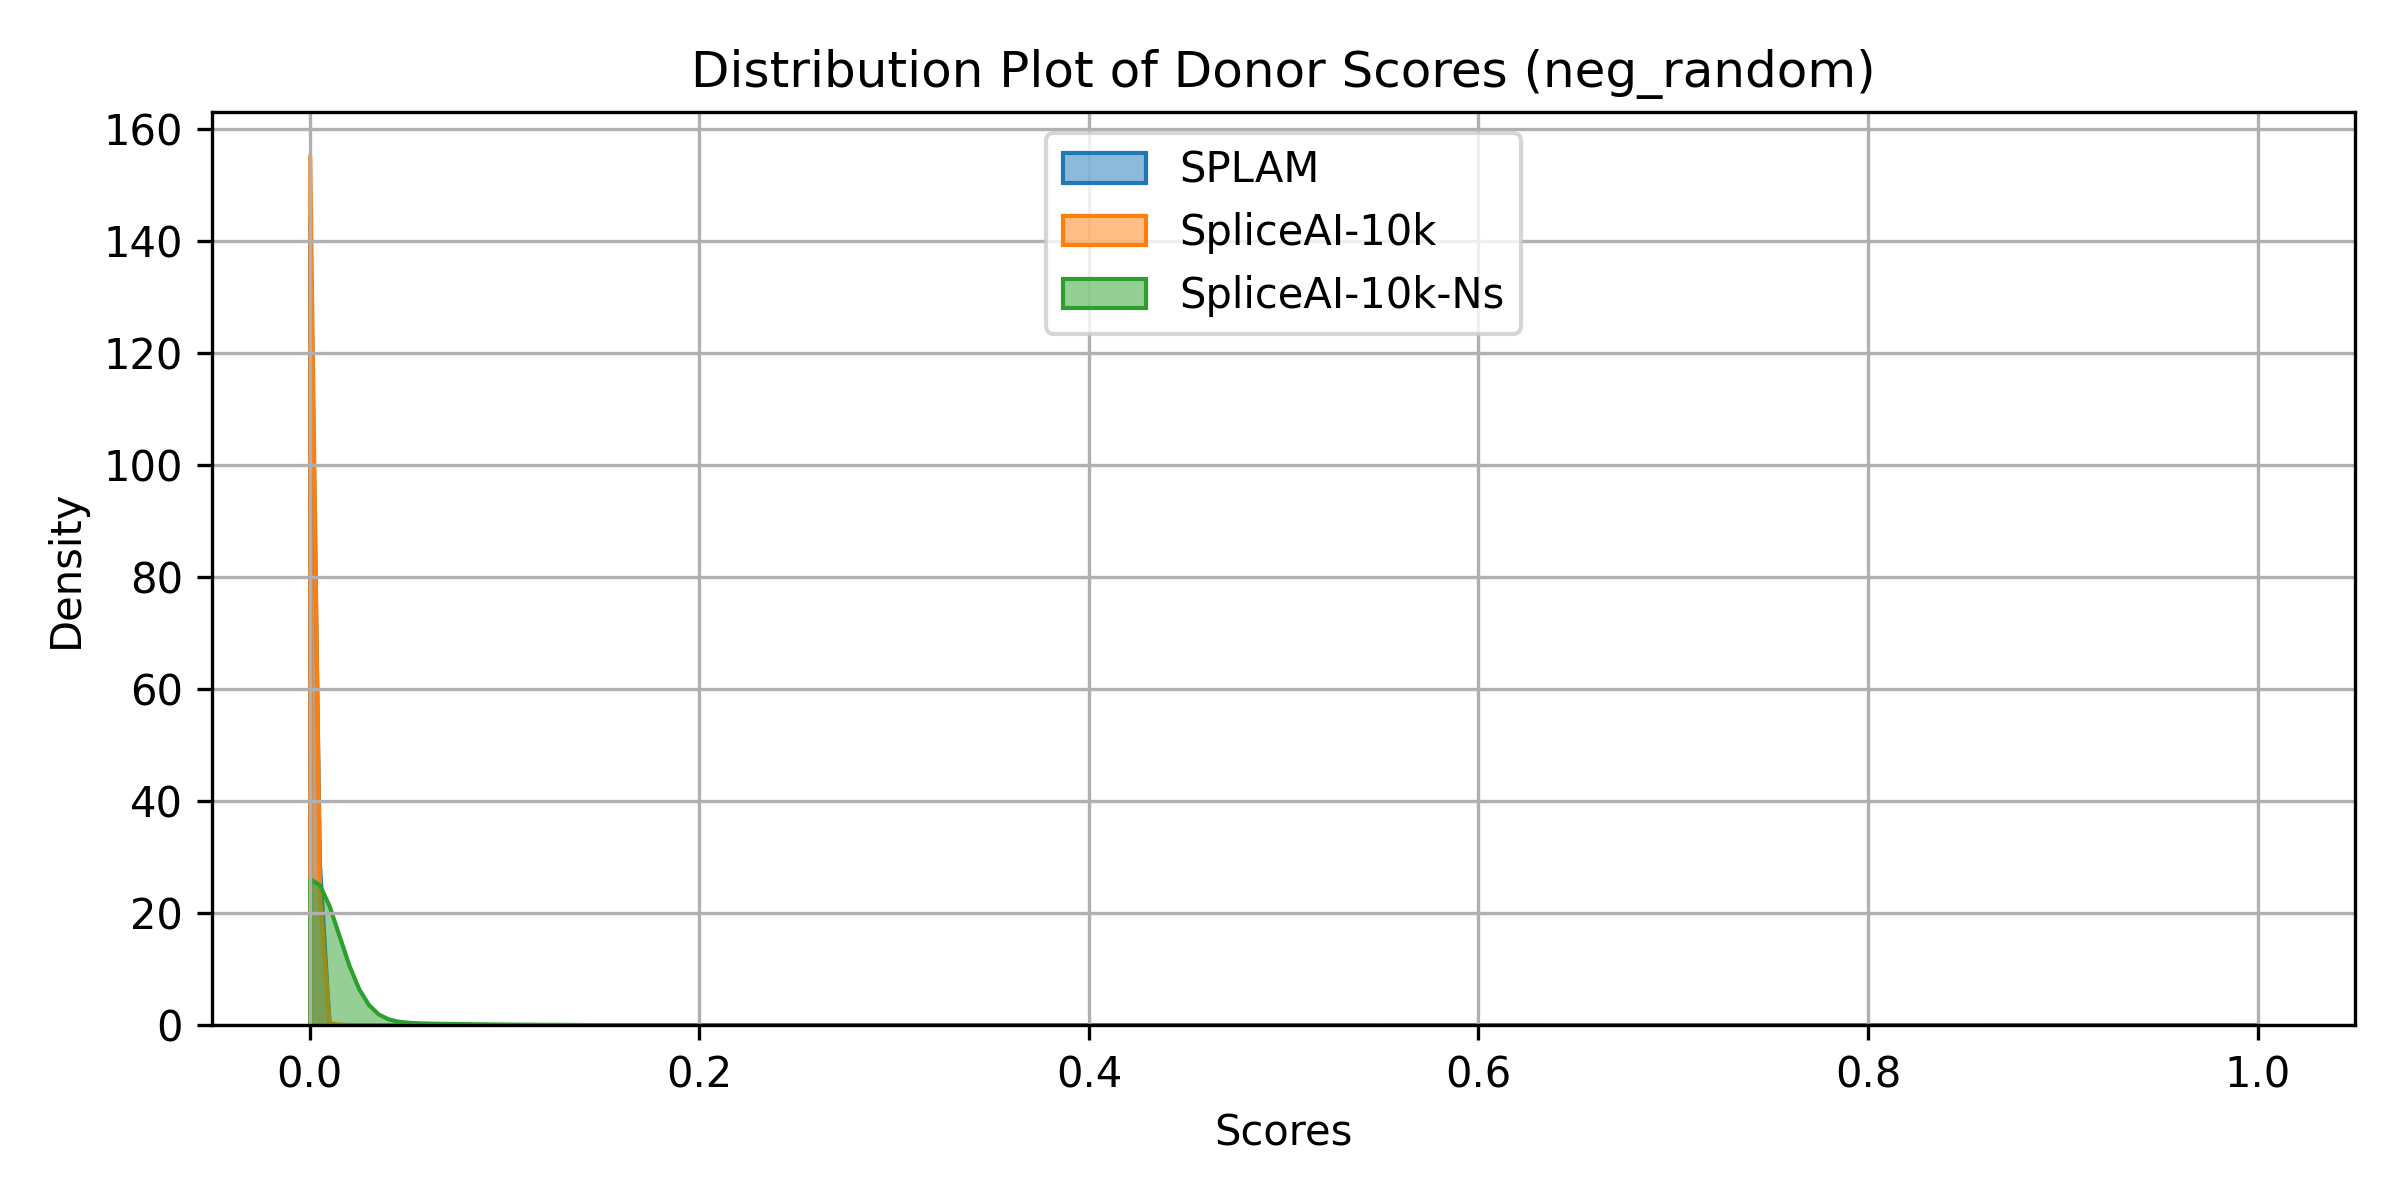 Distribution Plot of Donor Scores (neg_random)
160
140
120
100
80
60
40
20
0
Density
SPLAM
SpliceAI-10k
SpliceAI-10k-Ns
0.0 0.2 0.4 0.6 0.8 1.0
Scores